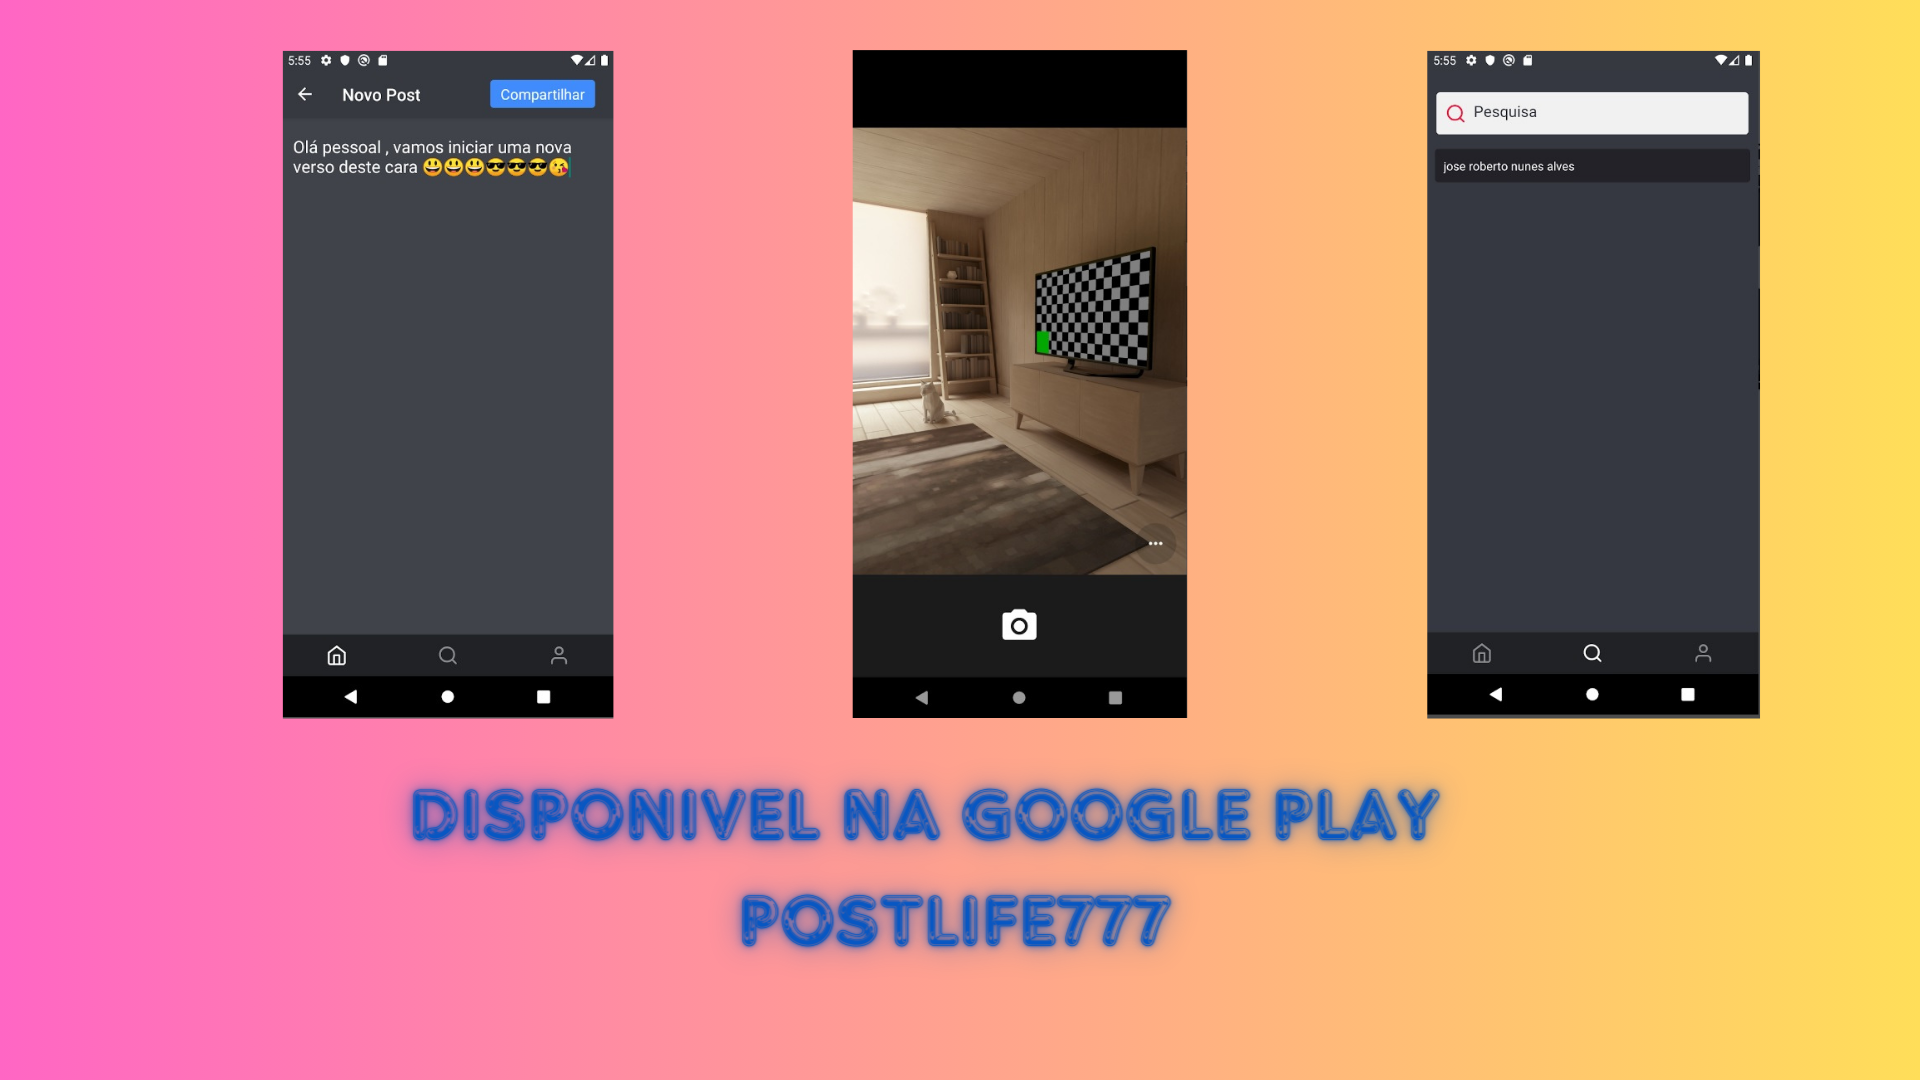 5:55
Novo Post
Compartilhar
Olá pessoal , vamos iniciar uma nova
verso deste cara 😃😃😃😎😎😎😘
5:55
Pesquisa
jose roberto nunes alves
DISPONIVEL NA GOOGLE PLAY
POSTLIFE777